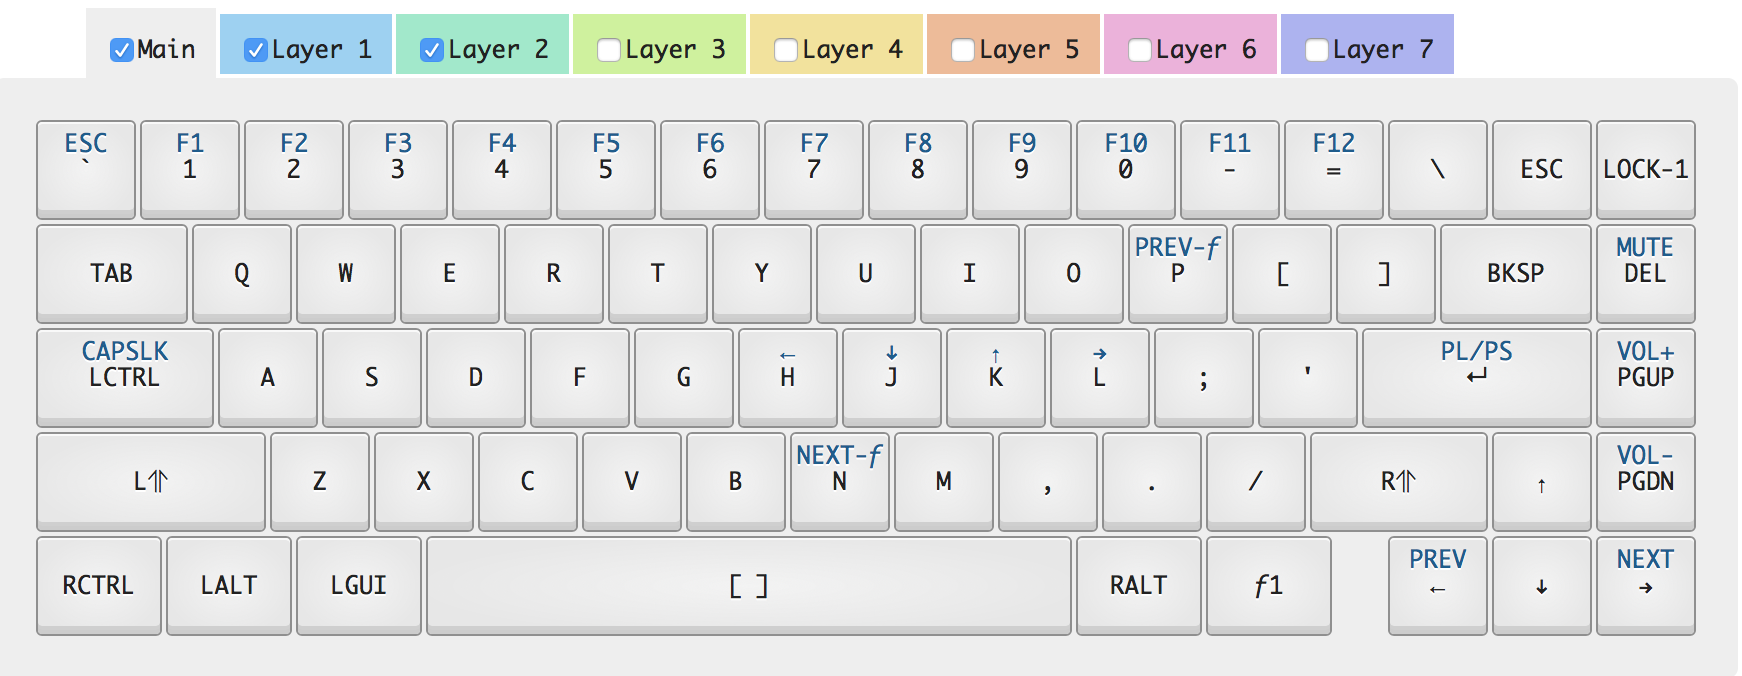 Main Layer 1 Layer 2 Layer 3 Layer 4 Layer 5 Layer 6 Layer 7
ESC F1 F2 F3 F4 F5 F6 F7 F8 F9 F10 F11 F12
` 1 2 3 4 5 6 7 8 9 0 - = \ ESC LOCK-1
PREV-f MUTE
TAB Q W E R T Y U I O P [ ] BKSP DEL
CAPSLK ← ↓ ↑ → PL/PS VOL+
LCTRL A S D F G H J K L ; ' ↵ PGUP
NEXT-f VOL-
L⇑ Z X C V B N M , . / R⇑ ↑ PGDN
PREV NEXT
RCTRL LALT LGUI [ ] RALT f1 ← ↓ →